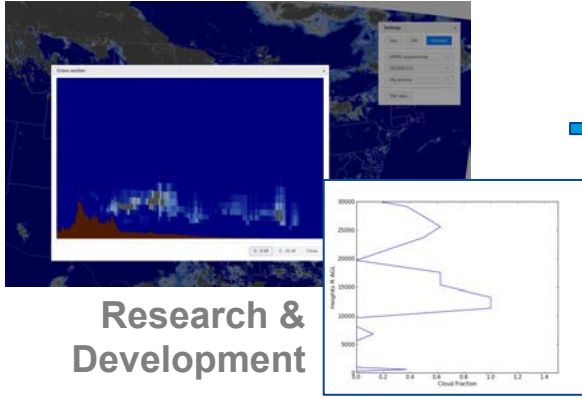 Settings
Cross-section
Close
30000
25000
20000
15000
10000
5000
0
Heights ft AGL
0.0
0.2
0.4
0.6
0.8
1.0
1.2
1.4
Cloud Fraction
Research &
Development